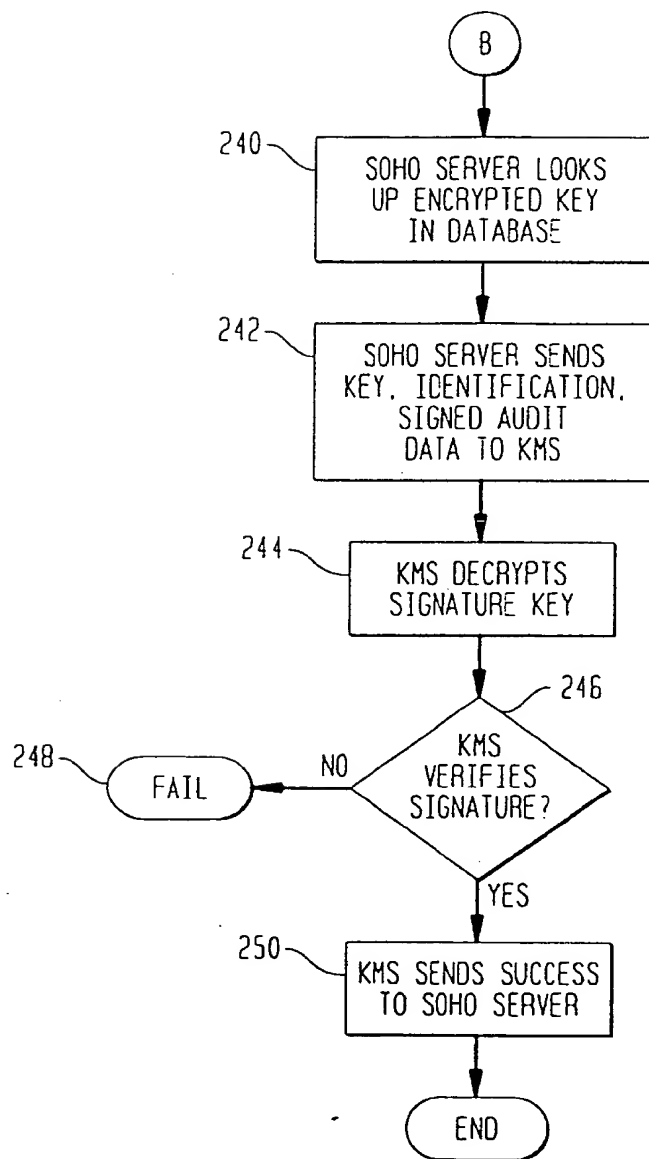 B
240
SOHO SERVER LOOKS
UP ENCRYPTED KEY
IN DATABASE
242
SOHO SERVER SENDS
KEY, IDENTIFICATION,
SIGNED AUDIT
DATA TO KMS
244
KMS DECRYPTS
SIGNATURE KEY
246
KMS
VERIFIES
SIGNATURE?
248
FAIL
NO
YES
250
KMS SENDS SUCCESS
TO SOHO SERVER
END